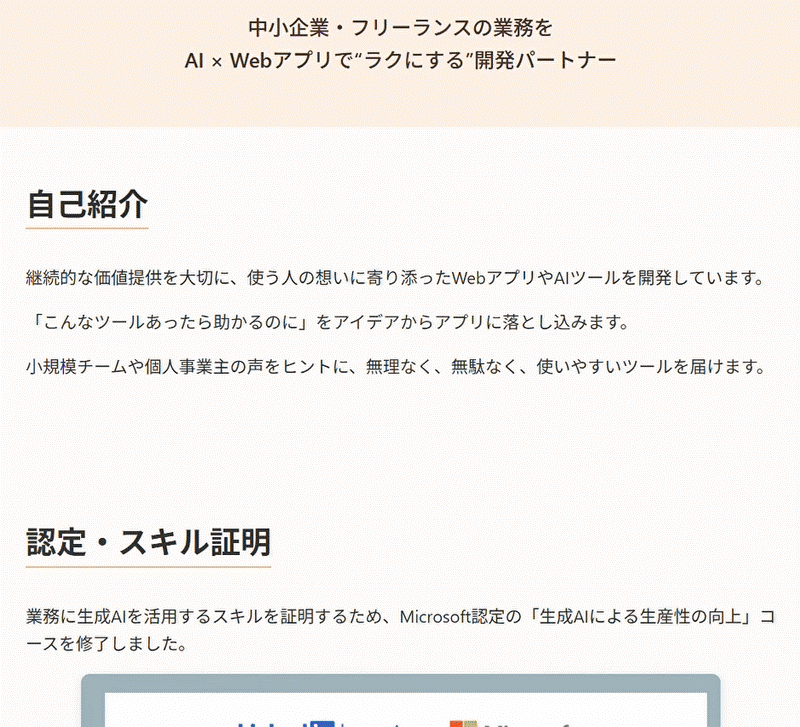 中小企業・フリーランスの業務を
AI × Webアプリで“ラクにする”開発パートナー
自己紹介
継続的な価値提供を大切に、使う人の想いに寄り添ったWebアプリやAIツールを開発しています。
「こんなツールあったら助かるのに」をアイデアからアプリに落とし込みます。
小規模チームや個人事業主の声をヒントに、無理なく、無駄なく、使いやすいツールを届けます。
認定・スキル証明
業務に生成AIを活用するスキルを証明するため、Microsoft認定の「生成AIによる生産性の向上」コ
ースを修了しました。